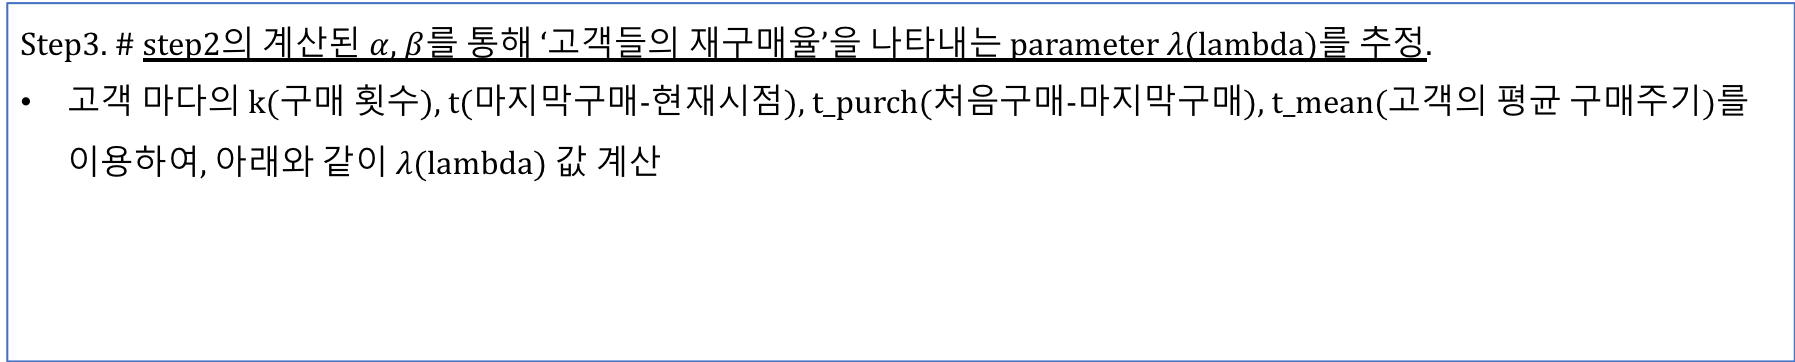 Step3. # step2의 계산된 𝛼, 𝛽를 통해 ‘고객들의 재구매율’을 나타내는 parameter 𝜆(lambda)를 추정.
• 고객 마다의 k(구매 횟수), t(마지막구매-현재시점), t_purch(처음구매-마지막구매), t_mean(고객의 평균 구매주기)를
이용하여, 아래와 같이 𝜆(lambda) 값 계산